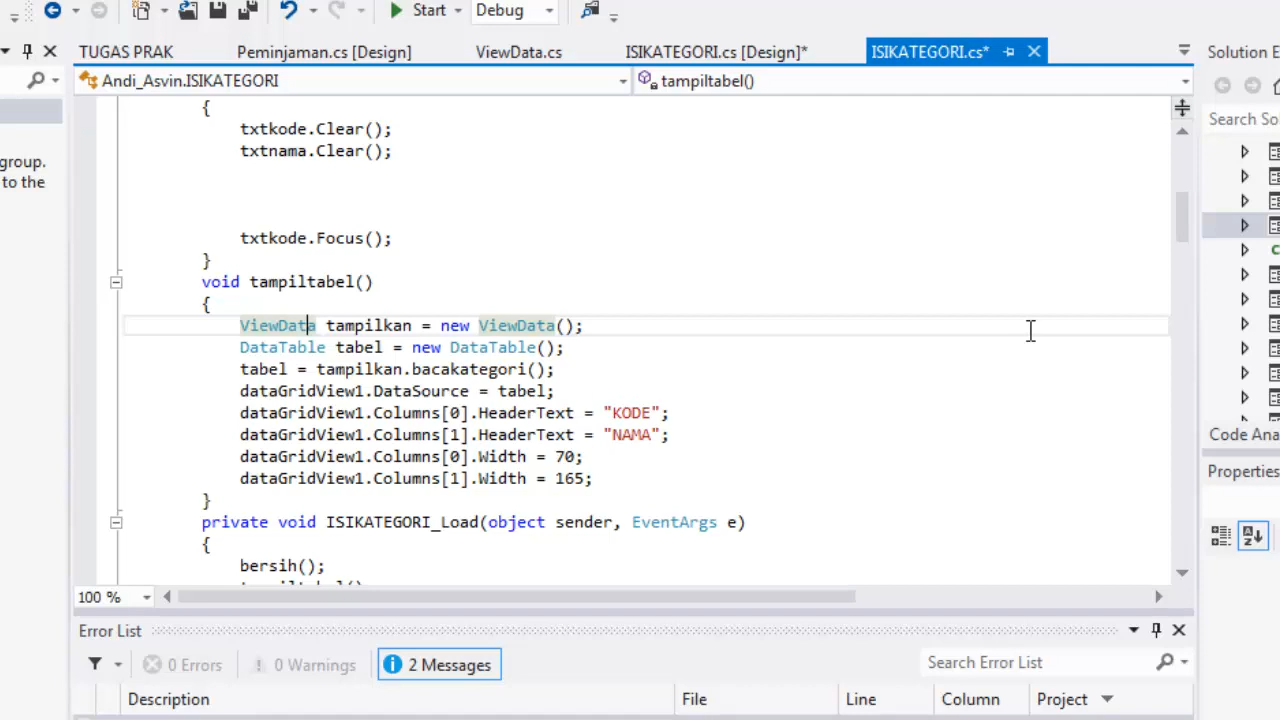 Start Debug
TUGAS PRAK Peminjaman.cs [Design] ViewData.cs ISIKATEGORI.cs [Design]* ISIKATEGORI.cs* Solution E
Andi_Asvin.ISIKATEGORI tampiltabel()
Search So
{
txtkode.Clear();
txtnama.Clear();
group.
to the
txtkode.Focus();
}
void tampiltabel()
{
ViewData tampilkan = new ViewData();
DataTable tabel = new DataTable();
tabel = tampilkan.bacakategori();
dataGridView1.DataSource = tabel;
dataGridView1.Columns[0].HeaderText = "KODE";
dataGridView1.Columns[1].HeaderText = "NAMA";
dataGridView1.Columns[0].Width = 70;
dataGridView1.Columns[1].Width = 165;
}
private void ISIKATEGORI_Load(object sender, EventArgs e)
{
bersih();
100 %
Code Ana
Properties
Error List
0 Errors 0 Warnings 2 Messages Search Error List
Description File Line Column Project